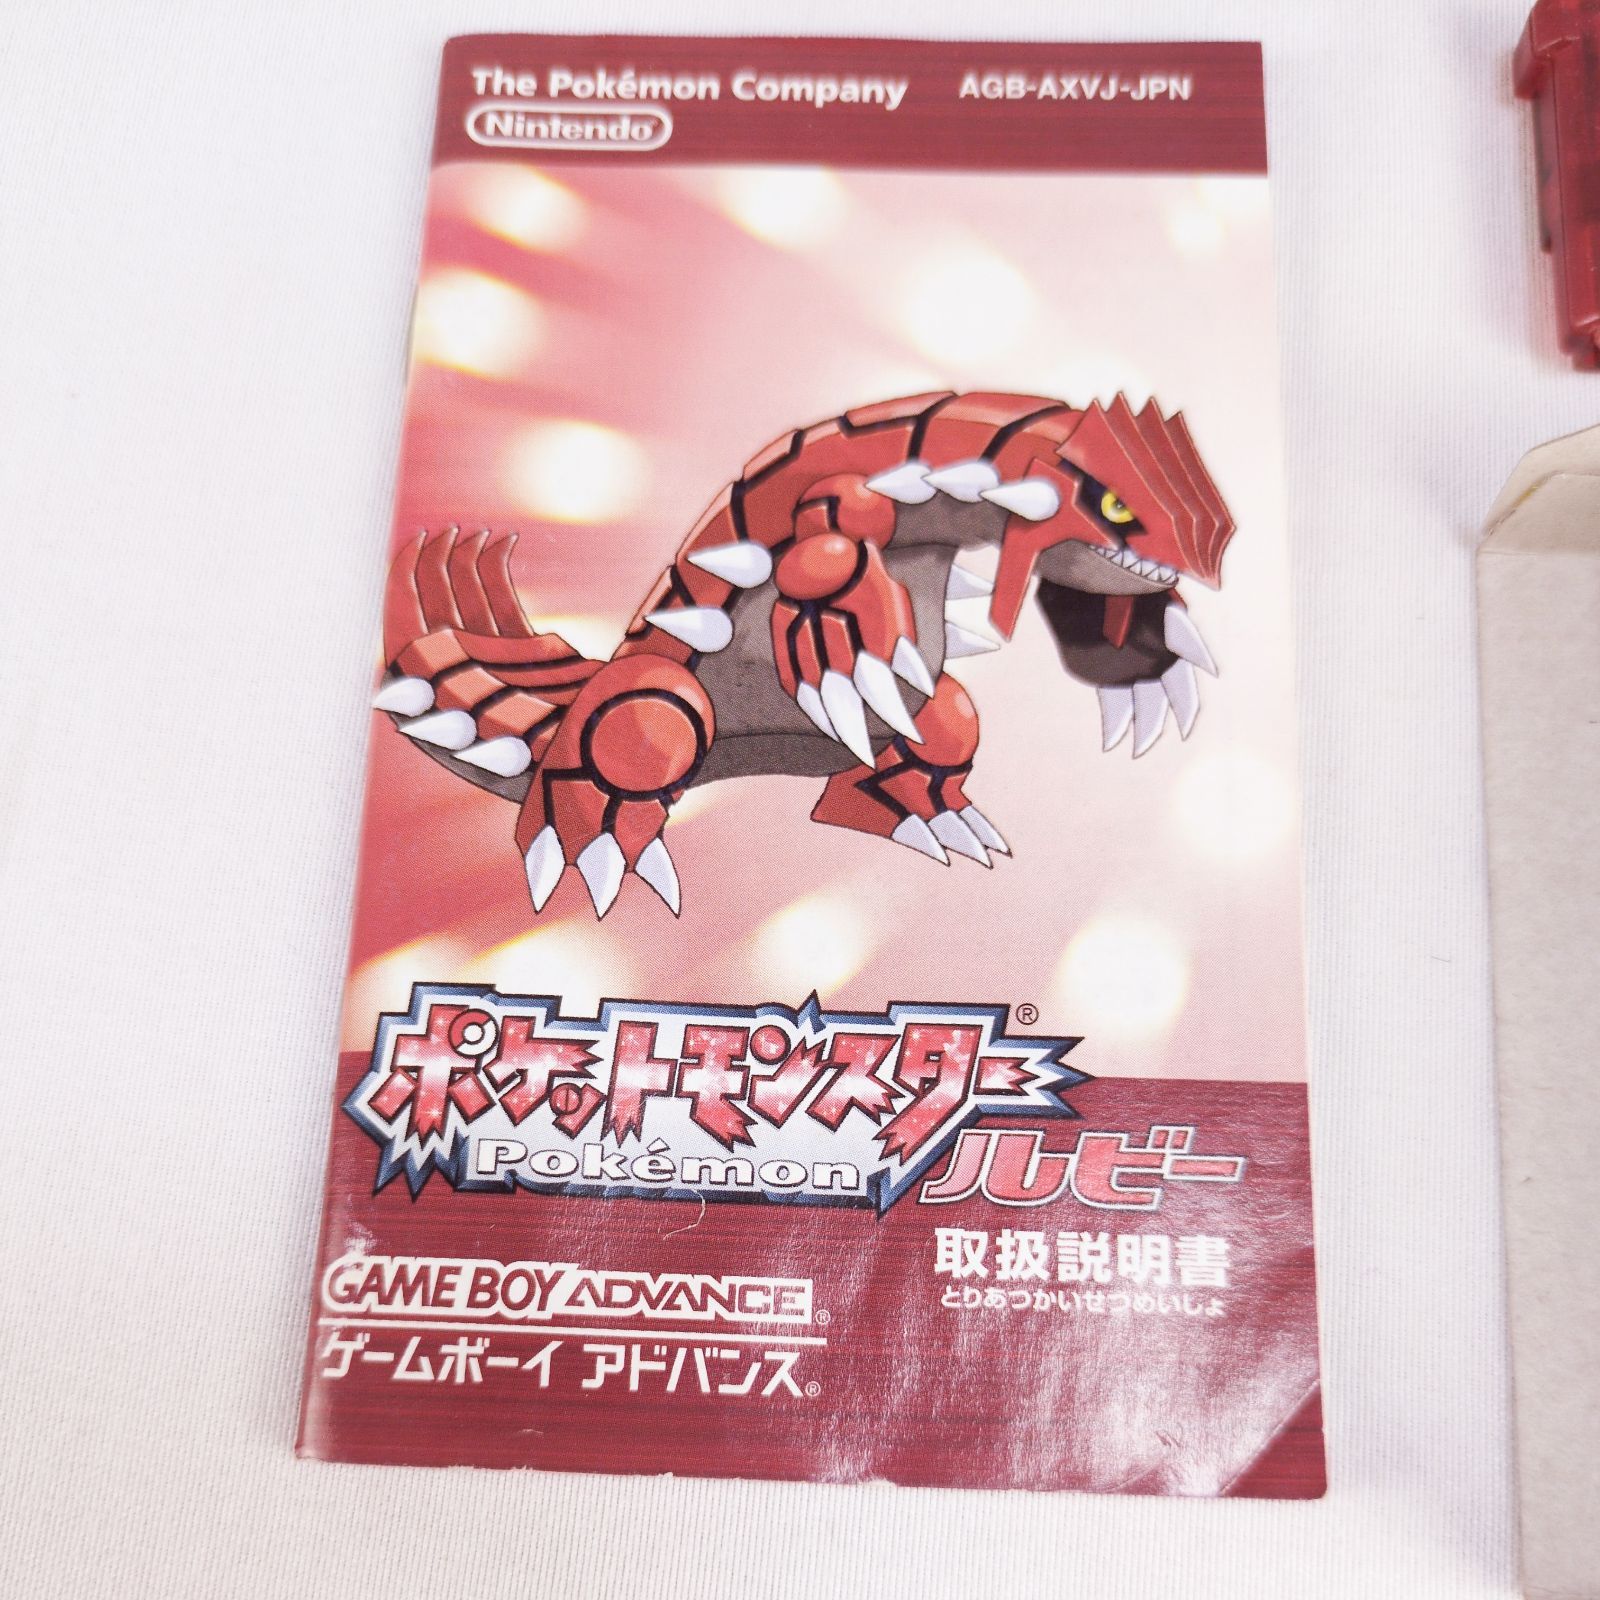 The Pokémon Company AGB-AXVJ-JPN
Nintendo
ポケットモンスター®
Pokémon ルビー
取扱説明書
とりあつかいせつめいしょ
GAME BOY ADVANCE®
ゲームボーイ アドバンス®